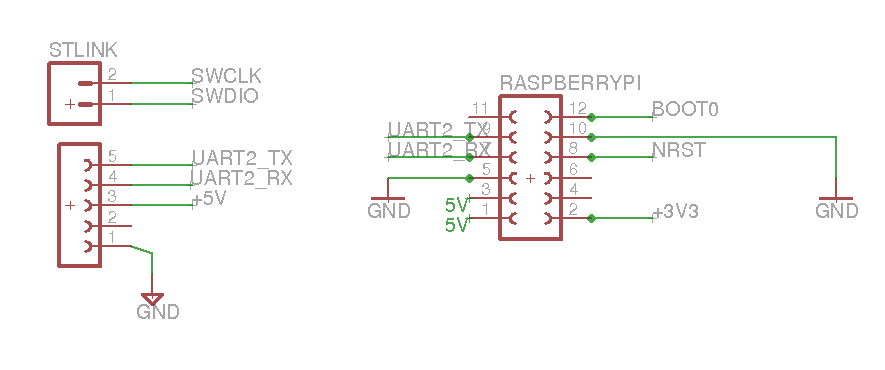 STLINK
2 SWCLK
1 SWDIO
5 UART2_TX
4 UART2_RX
3 +5V
2
1
GND
RASPBERRYPI
11 12 BOOT0
UART2_TX 9 10
UART2_RX 7 8 NRST
5 6
GND GND
5V 3 4
5V 1 2 +3V3